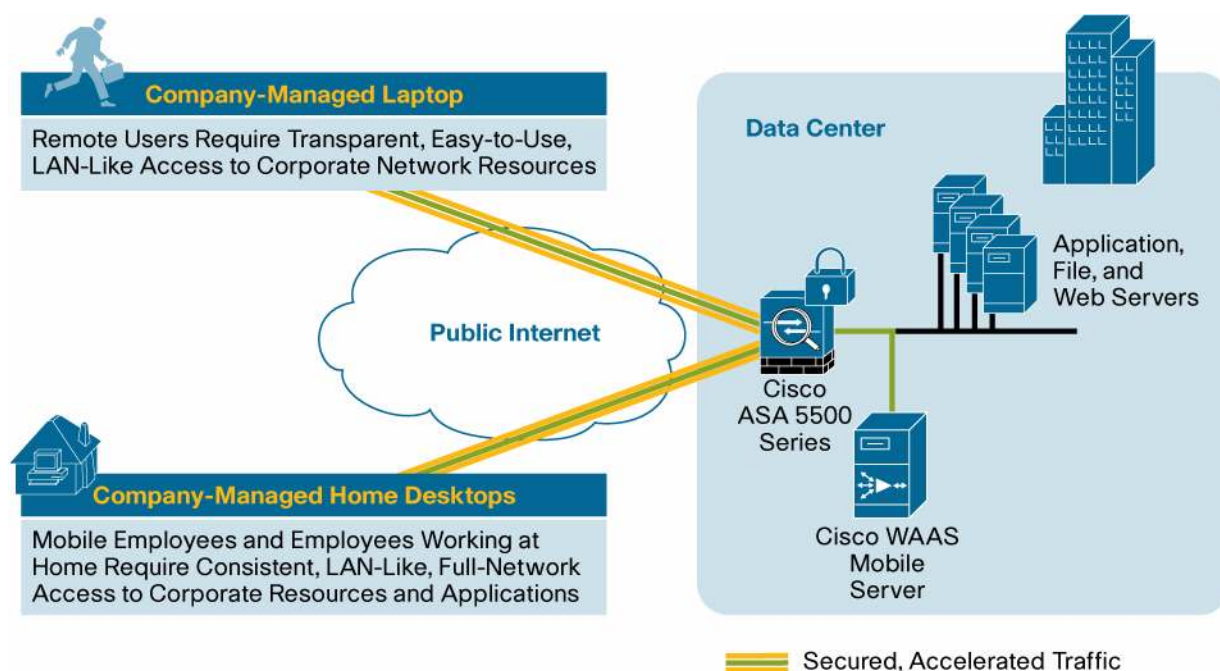 Company-Managed Laptop
Remote Users Require Transparent, Easy-to-Use,
LAN-Like Access to Corporate Network Resources
Public Internet
Company-Managed Home Desktops
Mobile Employees and Employees Working at
Home Require Consistent, LAN-Like, Full-Network
Access to Corporate Resources and Applications
Data Center
Application,
File, and
Web Servers
Cisco
ASA 5500
Series
Cisco WAAS
Mobile
Server
Secured, Accelerated Traffic